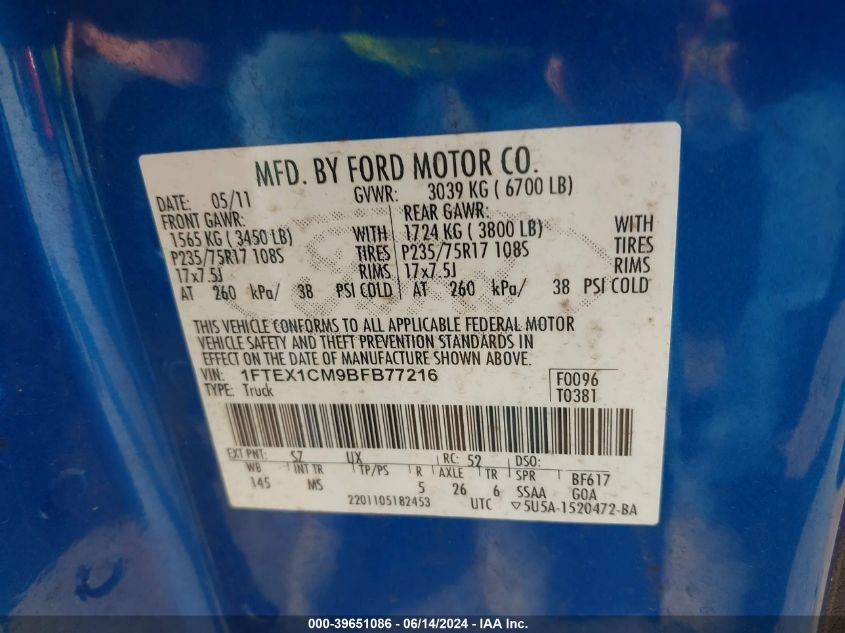 MFD. BY FORD MOTOR CO.
DATE: 05/11 GVWR: 3039 KG ( 6700 LB)
FRONT GAWR: REAR GAWR:
1565 KG ( 3450 LB) WITH 1724 KG ( 3800 LB) WITH
P235/75R17 108S TIRES P235/75R17 108S TIRES
17x7.5J RIMS 17x7.5J RIMS
AT 260 kPa/ 38 PSI COLD AT 260 kPa/ 38 PSI COLD
THIS VEHICLE CONFORMS TO ALL APPLICABLE FEDERAL MOTOR
VEHICLE SAFETY AND THEFT PREVENTION STANDARDS IN
EFFECT ON THE DATE OF MANUFACTURE SHOWN ABOVE.
VIN: 1FTEX1CM9BFB77216 F0096
TYPE: Truck T0381
EXT PNT: SZ UX RC: 52 DSO:
WB INT TR TP/PS R AXLE TR SPR BF617
145 MS 5 26 6 SSAA GOA
2201105182453 UTC ▽5U5A-1520472-BA
000-39651086 - 06/14/2024 - IAA Inc.